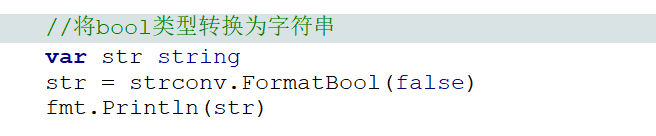 //将bool类型转换为字符串
var str string
str = strconv.FormatBool(false)
fmt.Println(str)